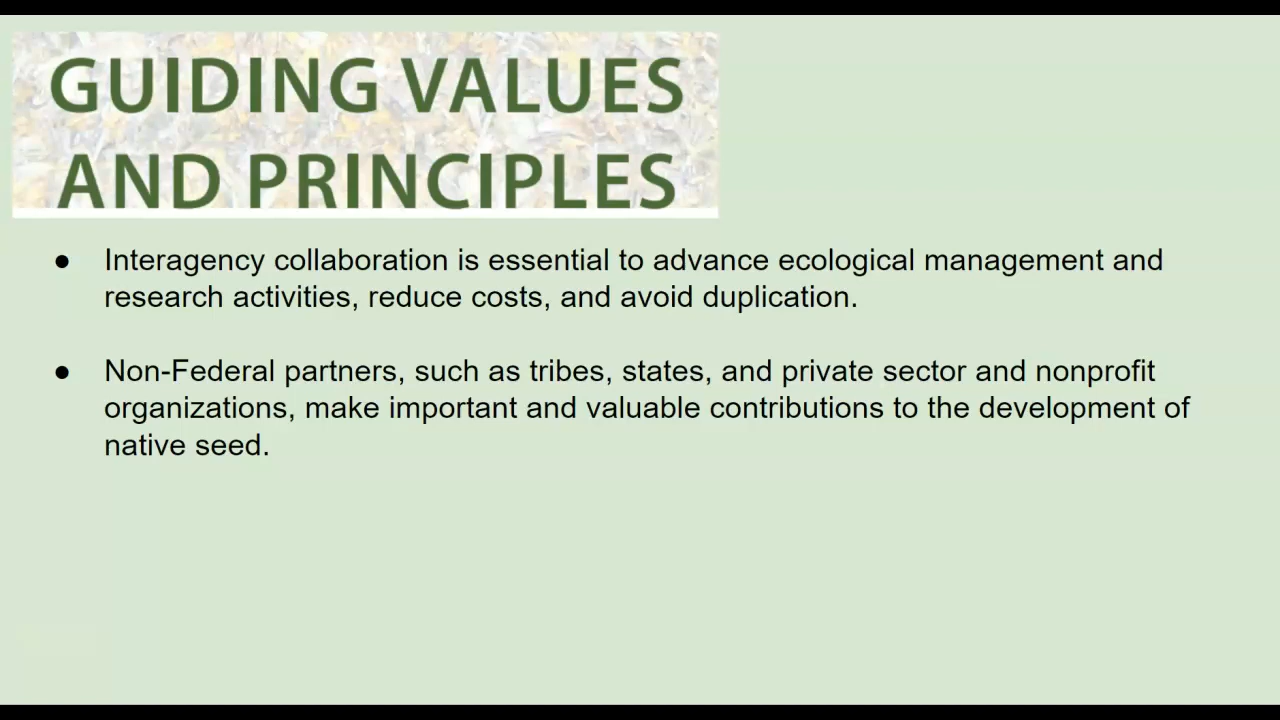 GUIDING VALUES
AND PRINCIPLES
● Interagency collaboration is essential to advance ecological management and
research activities, reduce costs, and avoid duplication.
● Non-Federal partners, such as tribes, states, and private sector and nonprofit
organizations, make important and valuable contributions to the development of
native seed.